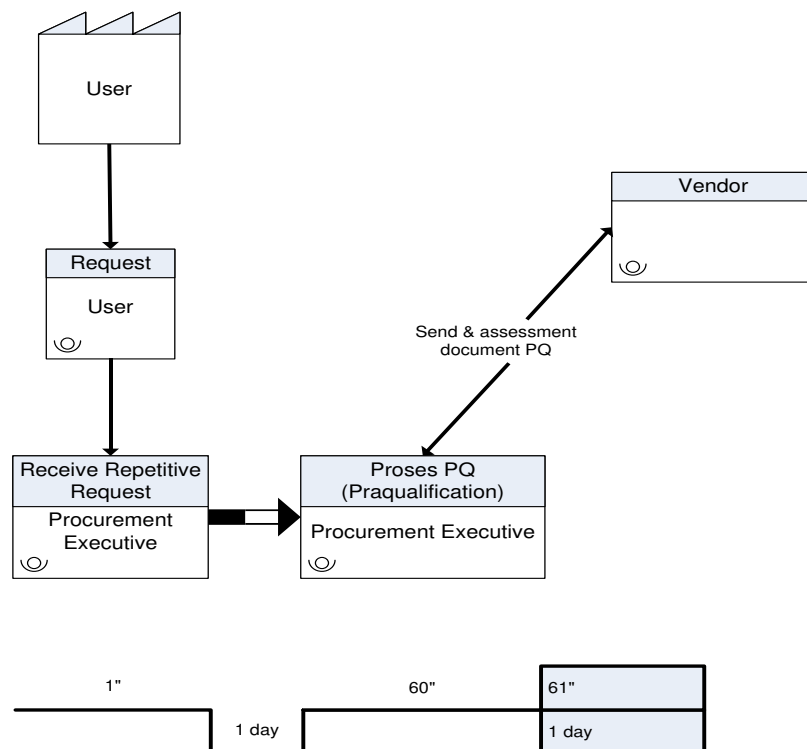 User
Vendor
Request
User
Send & assessment
document PQ
Receive Repetitive
Request
Procurement
Executive
Proses PQ
(Praqualification)
Procurement Executive
1"
60"
61"
1 day
1 day